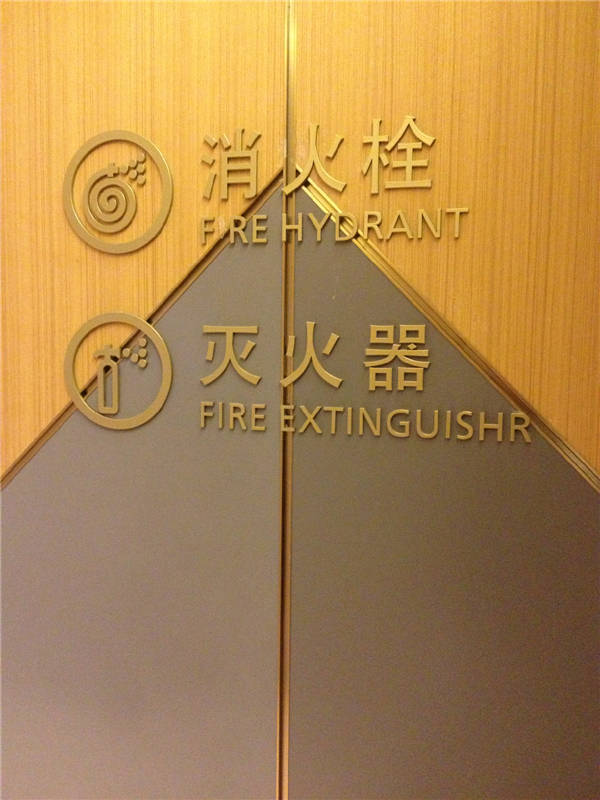 消火栓
FIRE HYDRANT
灭火器
FIRE EXTINGUISHR